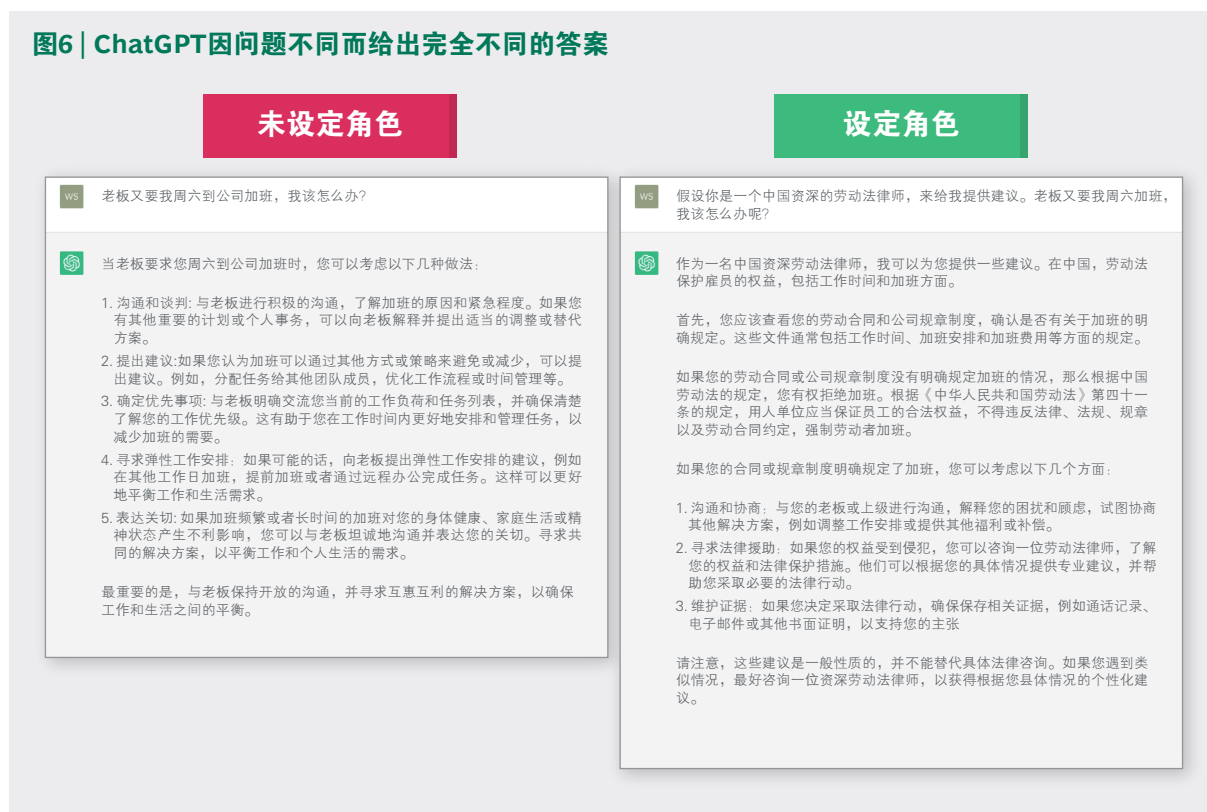 图6 | ChatGPT因问题不同而给出完全不同的答案
未设定角色
WS
老板又要我周六到公司加班，我该怎么办?
当老板要求您周六到公司加班时，您可以考虑以下几种做法：
1. 沟通和谈判: 与老板进行积极的沟通，了解加班的原因和紧急程度。如果您
有其他重要的计划或个人事务，可以向老板解释并提出适当的调整或替代
方案。
2. 提出建议:如果您认为加班可以通过其他方式或策略来避免或减少，可以提
出建议。例如，分配任务给其他团队成员，优化工作流程或时间管理等。
3. 确定优先事项: 与老板明确交流您当前的工作负荷和任务列表，并确保清楚
了解您的工作优先级。这有助于您在工作时间内更好地安排和管理任务，以
减少加班的需要。
4. 寻求弹性工作安排：如果可能的话，向老板提出弹性工作安排的建议，例如
在其他工作日加班，提前加班或者通过远程办公完成任务。这样可以更好
地平衡工作和生活需求。
5. 表达关切: 如果加班频繁或者长时间的加班对您的身体健康、家庭生活或精
神状态产生不利影响，您可以与老板坦诚地沟通并表达您的关切。寻求共
同的解决方案，以平衡工作和个人生活的需求。
最重要的是，与老板保持开放的沟通，并寻求互惠互利的解决方案，以确保
工作和生活之间的平衡。
设定角色
WS
假设你是一个中国资深的劳动法律师，来给我提供建议。老板又要我周六加班，
我该怎么办呢?
作为一名中国资深劳动法律师，我可以为您提供一些建议。在中国，劳动法
保护雇员的权益，包括工作时间和加班方面。
首先，您应该查看您的劳动合同和公司规章制度，确认是否有关于加班的明
确规定。这些文件通常包括工作时间、加班安排和加班费用等方面的规定。
如果您的劳动合同或公司规章制度没有明确规定加班的情况，那么根据中国
劳动法的规定，您有权拒绝加班。根据《中华人民共和国劳动法》第四十一
条的规定，用人单位应当保证员工的合法权益，不得违反法律、法规、规章
以及劳动合同约定，强制劳动者加班。
如果您的合同或规章制度明确规定了加班，您可以考虑以下几个方面：
1. 沟通和协商：与您的老板或上级进行沟通，解释您的困扰和顾虑，试图协商
其他解决方案，例如调整工作安排或提供其他福利或补偿。
2. 寻求法律援助：如果您的权益受到侵犯，您可以咨询一位劳动法律师，了解
您的权益和法律保护措施。他们可以根据您的具体情况提供专业建议，并帮
助您采取必要的法律行动。
3. 维护证据：如果您决定采取法律行动，确保保存相关证据，例如通话记录、
电子邮件或其他书面证明，以支持您的主张
请注意，这些建议是一般性质的，并不能替代具体法律咨询。如果您遇到类
似情况，最好咨询一位资深劳动法律师，以获得根据您具体情况的个性化建
议。